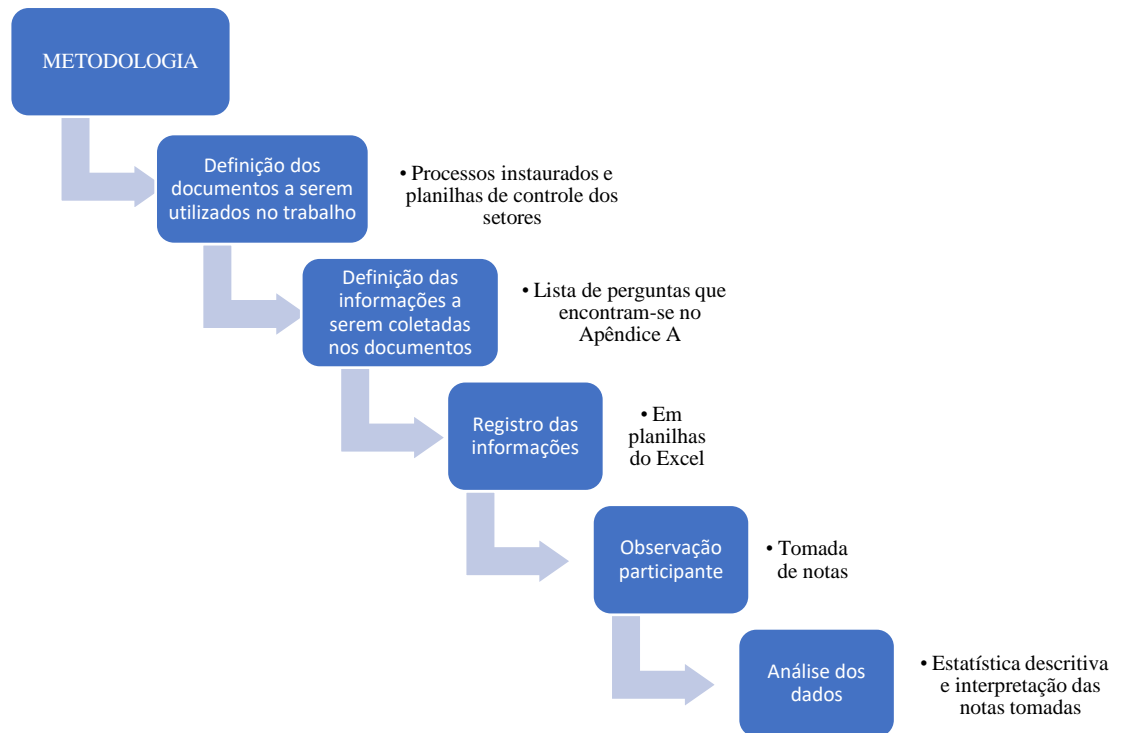 METODOLOGIA
Definição dos
documentos a serem
utilizados no trabalho
• Processos instaurados e
planilhas de controle dos
setores
Definição das
informações a
serem coletadas
nos documentos
• Lista de perguntas que
encontram-se no
Apêndice A
Registro das
informações
• Em
planilhas
do Excel
Observação
participante
• Tomada
de notas
Análise dos
dados
• Estatística descritiva
e interpretação das
notas tomadas